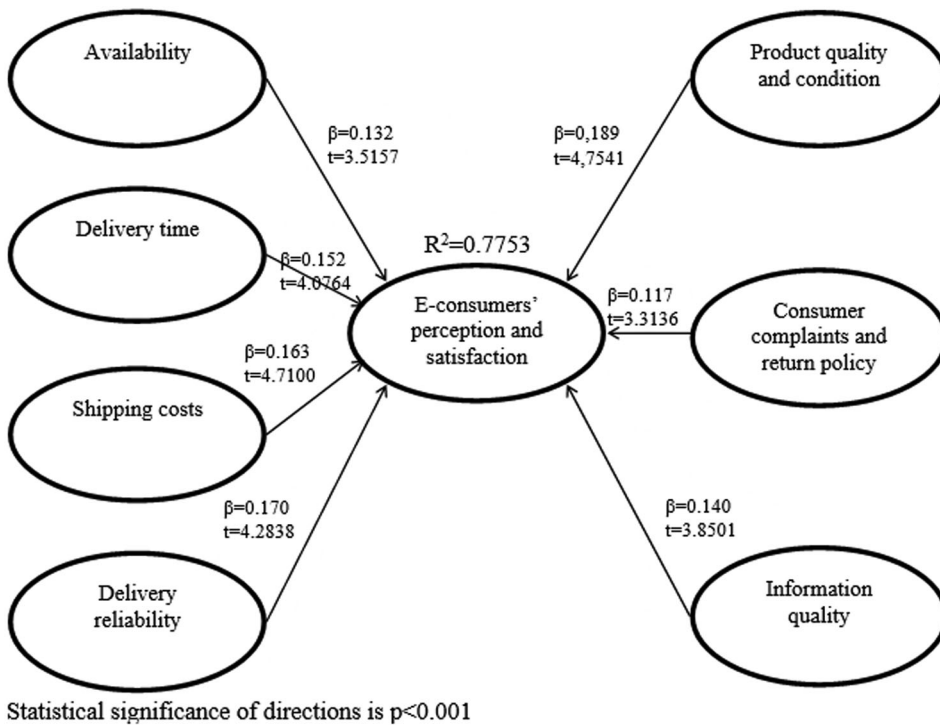 Availability
Product quality
and condition
β=0.132
t=3.5157
β=0,189
t=4,7541
Delivery time
R²=0.7753
β=0.152
t=4.0764
E-consumers’
perception and
satisfaction
β=0.117
t=3.3136
Consumer
complaints and
return policy
β=0.163
t=4.7100
Shipping costs
β=0.170
t=4.2838
β=0.140
t=3.8501
Delivery
reliability
Information
quality
Statistical significance of directions is p<0.001